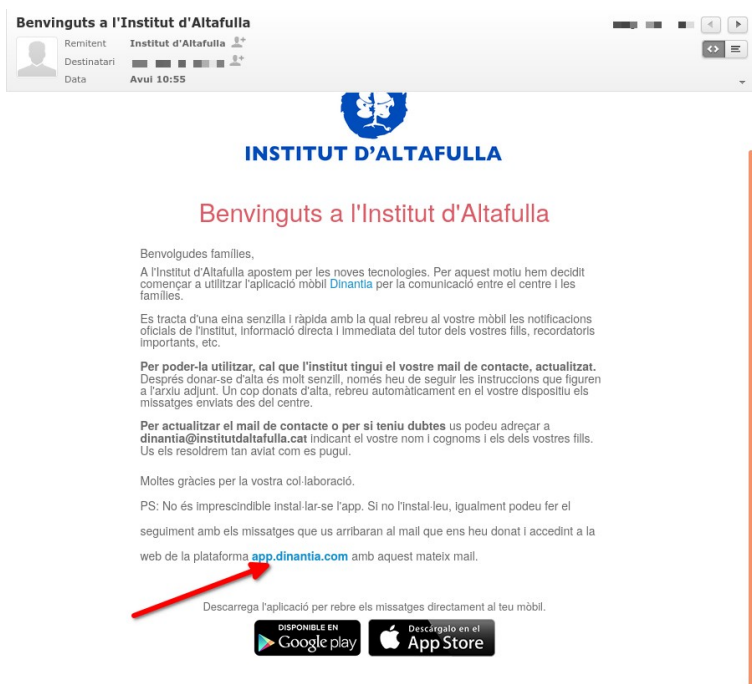 Benvinguts a l'Institut d'Altafulla
Remitent Institut d'Altafulla
Destinatari
Data Avui 10:55
INSTITUT D'ALTAFULLA
Benvinguts a l'Institut d'Altafulla
Benvolgudes famílies,
A l'Institut d'Altafulla apostem per les noves tecnologies. Per aquest motiu hem decidit
començar a utilitzar l'aplicació mòbil Dinantia per la comunicació entre el centre i les
famílies.
Es tracta d'una eina senzilla i ràpida amb la qual rebreu al vostre mòbil les notificacions
oficials de l'institut, informació directa i immediata del tutor dels vostres fills, recordatoris
importants, etc.
Per poder-la utilitzar, cal que l'institut tingui el vostre mail de contacte, actualitzat.
Després donar-se d'alta és molt senzill, només heu de seguir les instruccions que figuren
a l'arxiu adjunt. Un cop donats d'alta, rebreu automàticament en el vostre dispositiu els
missatges enviats des del centre.
Per actualitzar el mail de contacte o per si teniu dubtes us podeu adreçar a
dinantia@institutdaltafulla.cat indicant el vostre nom i cognoms i els dels vostres fills.
Us els resoldrem tan aviat com es pugui.
Moltes gràcies per la vostra col·laboració.
PS: No és imprescindible instal·lar-se l'app. Si no l'instal·leu, igualment podeu fer el
seguiment amb els missatges que us arribaran al mail que ens heu donat i accedint a la
web de la plataforma app.dinantia.com amb aquest mateix mail.
Descarrega l'aplicació per rebre els missatges directament al teu mòbil.
DISPONIBLE EN
Google play
Descárgalo en el
App Store